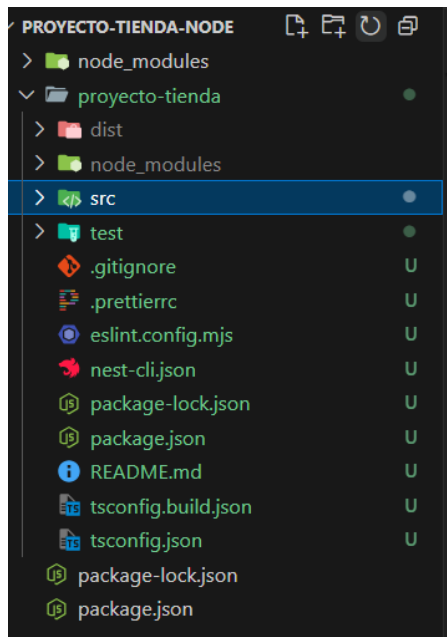 PROYECTO-TIENDA-NODE
node_modules
proyecto-tienda
dist
node_modules
src
test
.gitignore U
.prettierrc U
eslint.config.mjs U
nest-cli.json U
package-lock.json U
package.json U
README.md U
tsconfig.build.json U
tsconfig.json U
package-lock.json
package.json